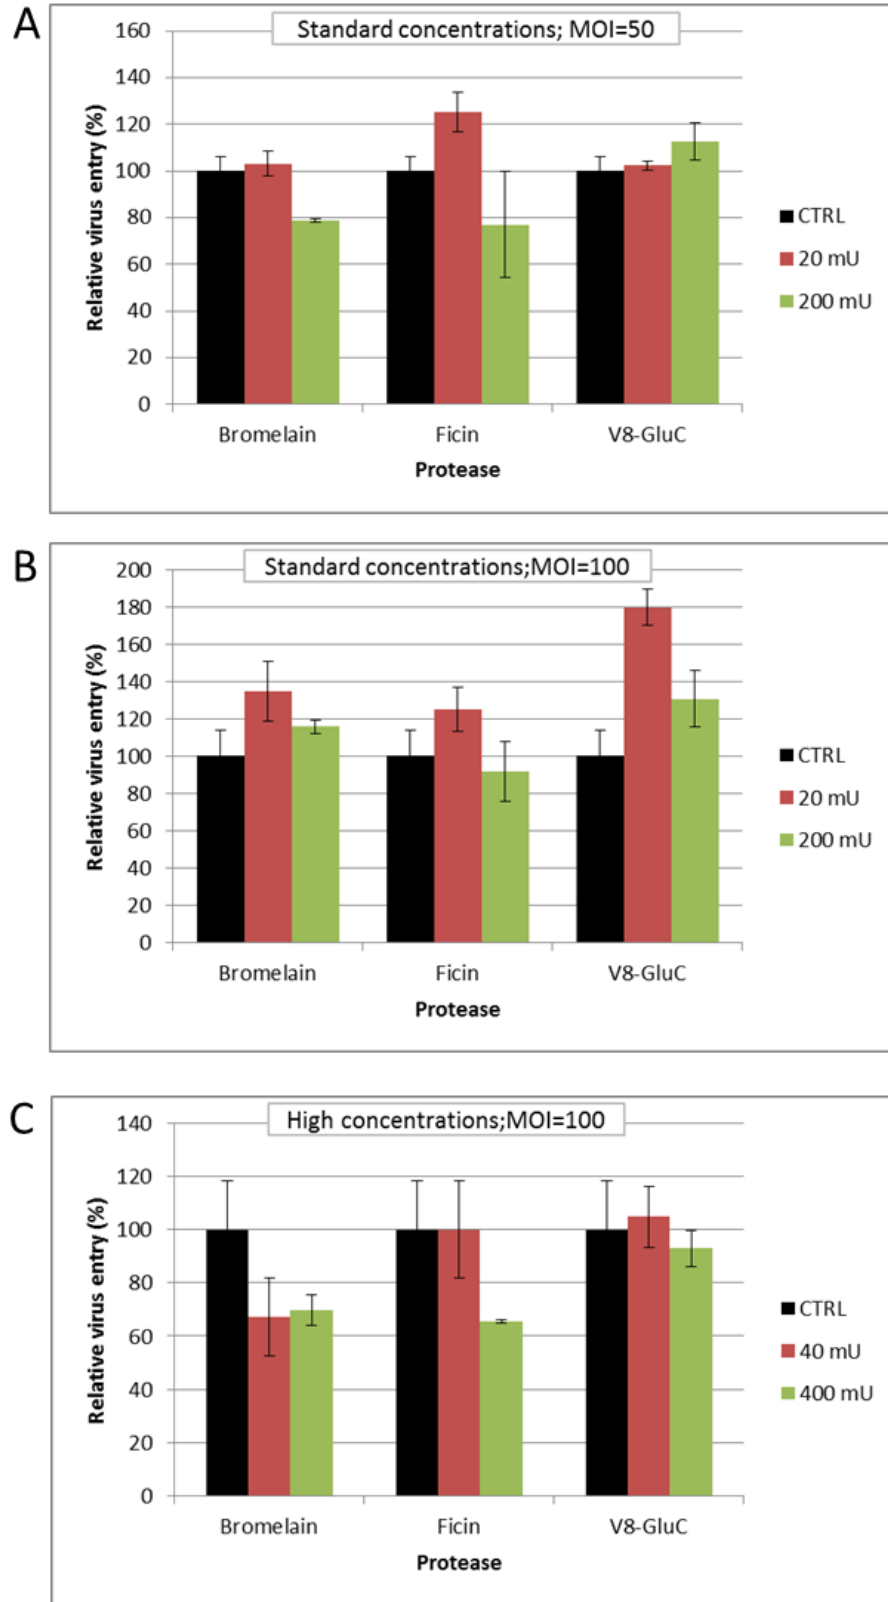 A
Standard concentrations; MOI=50
Relative virus entry (%)
160
140
120
100
80
60
40
20
0
Bromelain Ficin V8-GluC
Protease
CTRL
20 mU
200 mU
B
Standard concentrations;MOI=100
Relative virus entry (%)
200
180
160
140
120
100
80
60
40
20
0
Bromelain Ficin V8-GluC
Protease
CTRL
20 mU
200 mU
C
High concentrations;MOI=100
Relative virus entry (%)
140
120
100
80
60
40
20
0
Bromelain Ficin V8-GluC
Protease
CTRL
40 mU
400 mU